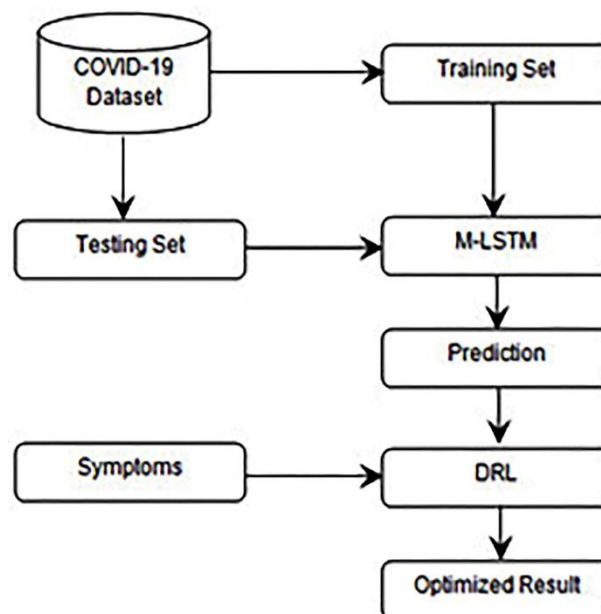 COVID-19
Dataset
Training Set
Testing Set
M-LSTM
Prediction
Symptoms
DRL
Optimized Result